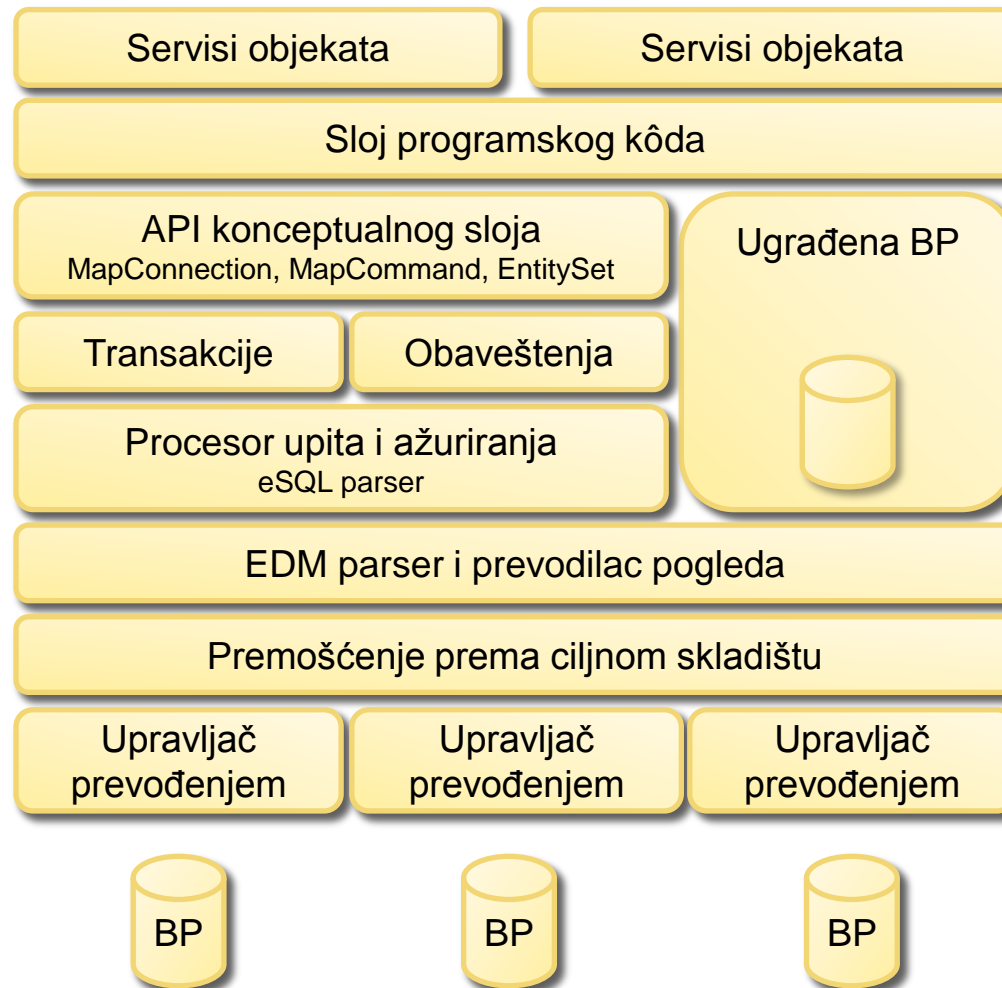 Servisi objekata
Servisi objekata
Sloj programskog kôda
API konceptualnog sloja
MapConnection, MapCommand, EntitySet
Ugrađena BP
Transakcije
Obaveštenja
Procesor upita i ažuriranja
eSQL parser
EDM parser i prevodilac pogleda
Premošćenje prema ciljnom skladištu
Upravljač
prevođenjem
Upravljač
prevođenjem
Upravljač
prevođenjem
BP
BP
BP